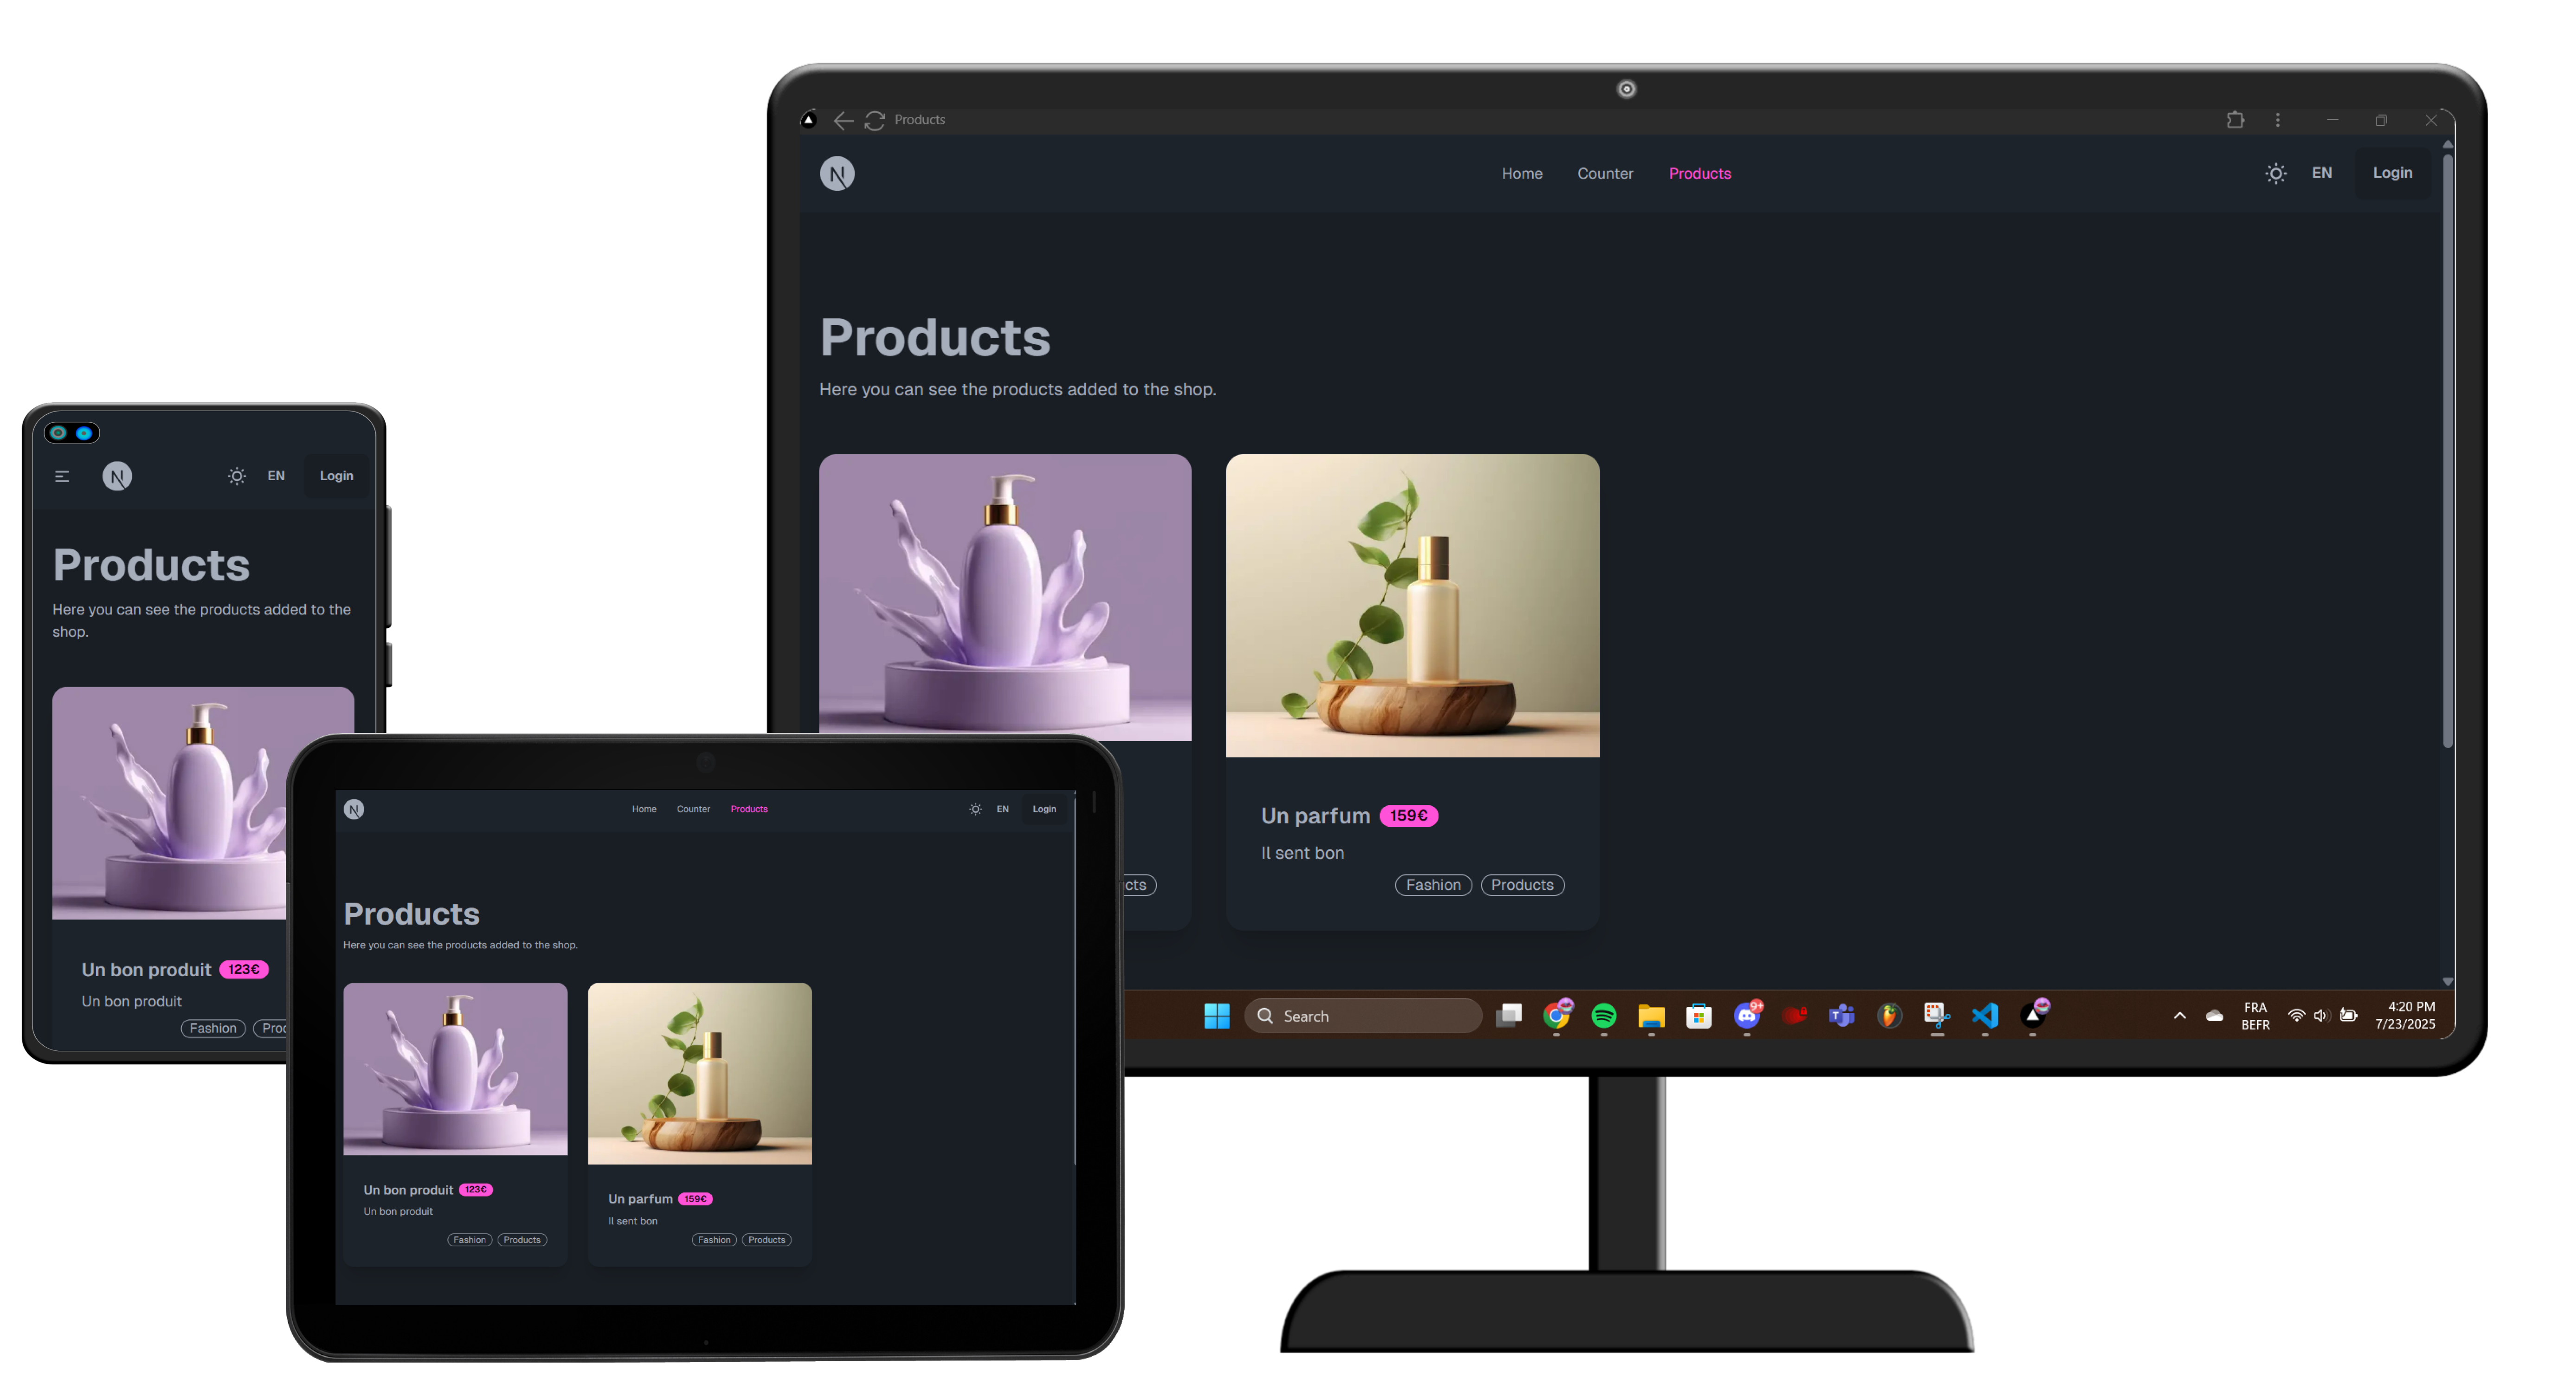 Products
N
Home Counter Products
EN
Login
Products
Here you can see the products added to the shop.
Un parfum 159€
Il sent bon
Fashion Products
Search
9+
FRA
BEFR
4:20 PM
7/23/2025
N
EN
Login
Products
Here you can see the products added to the
shop.
Un bon produit 123€
Un bon produit
Fashion
N
Home Counter Products
EN
Login
Products
Here you can see the products added to the shop.
Un bon produit 123€
Un bon produit
Fashion Products
Un parfum 159€
Il sent bon
Fashion Products